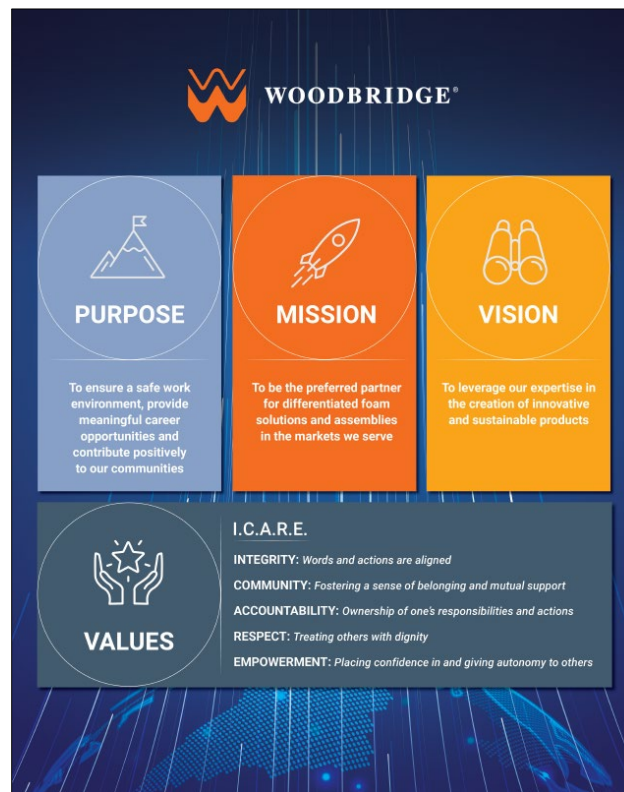 WOODBRIDGE®
PURPOSE
To ensure a safe work
environment, provide
meaningful career
opportunities and
contribute positively
to our communities
MISSION
To be the preferred partner
for differentiated foam
solutions and assemblies
in the markets we serve
VISION
To leverage our expertise in
the creation of innovative
and sustainable products
VALUES
I.C.A.R.E.
INTEGRITY: Words and actions are aligned
COMMUNITY: Fostering a sense of belonging and mutual support
ACCOUNTABILITY: Ownership of one's responsibilities and actions
RESPECT: Treating others with dignity
EMPOWERMENT: Placing confidence in and giving autonomy to others